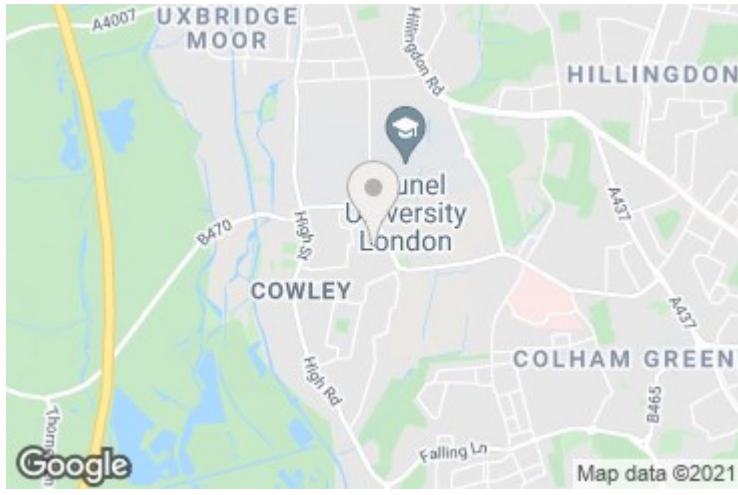 A4007
UXBRIDGE
MOOR
Hillingdon Rd
HILLINGDON
A437
unel
University
London
B470
High St
COWLEY
A437
COLHAM GREEN
High Rd
B465
Falling Ln
Google
Map data ©2021